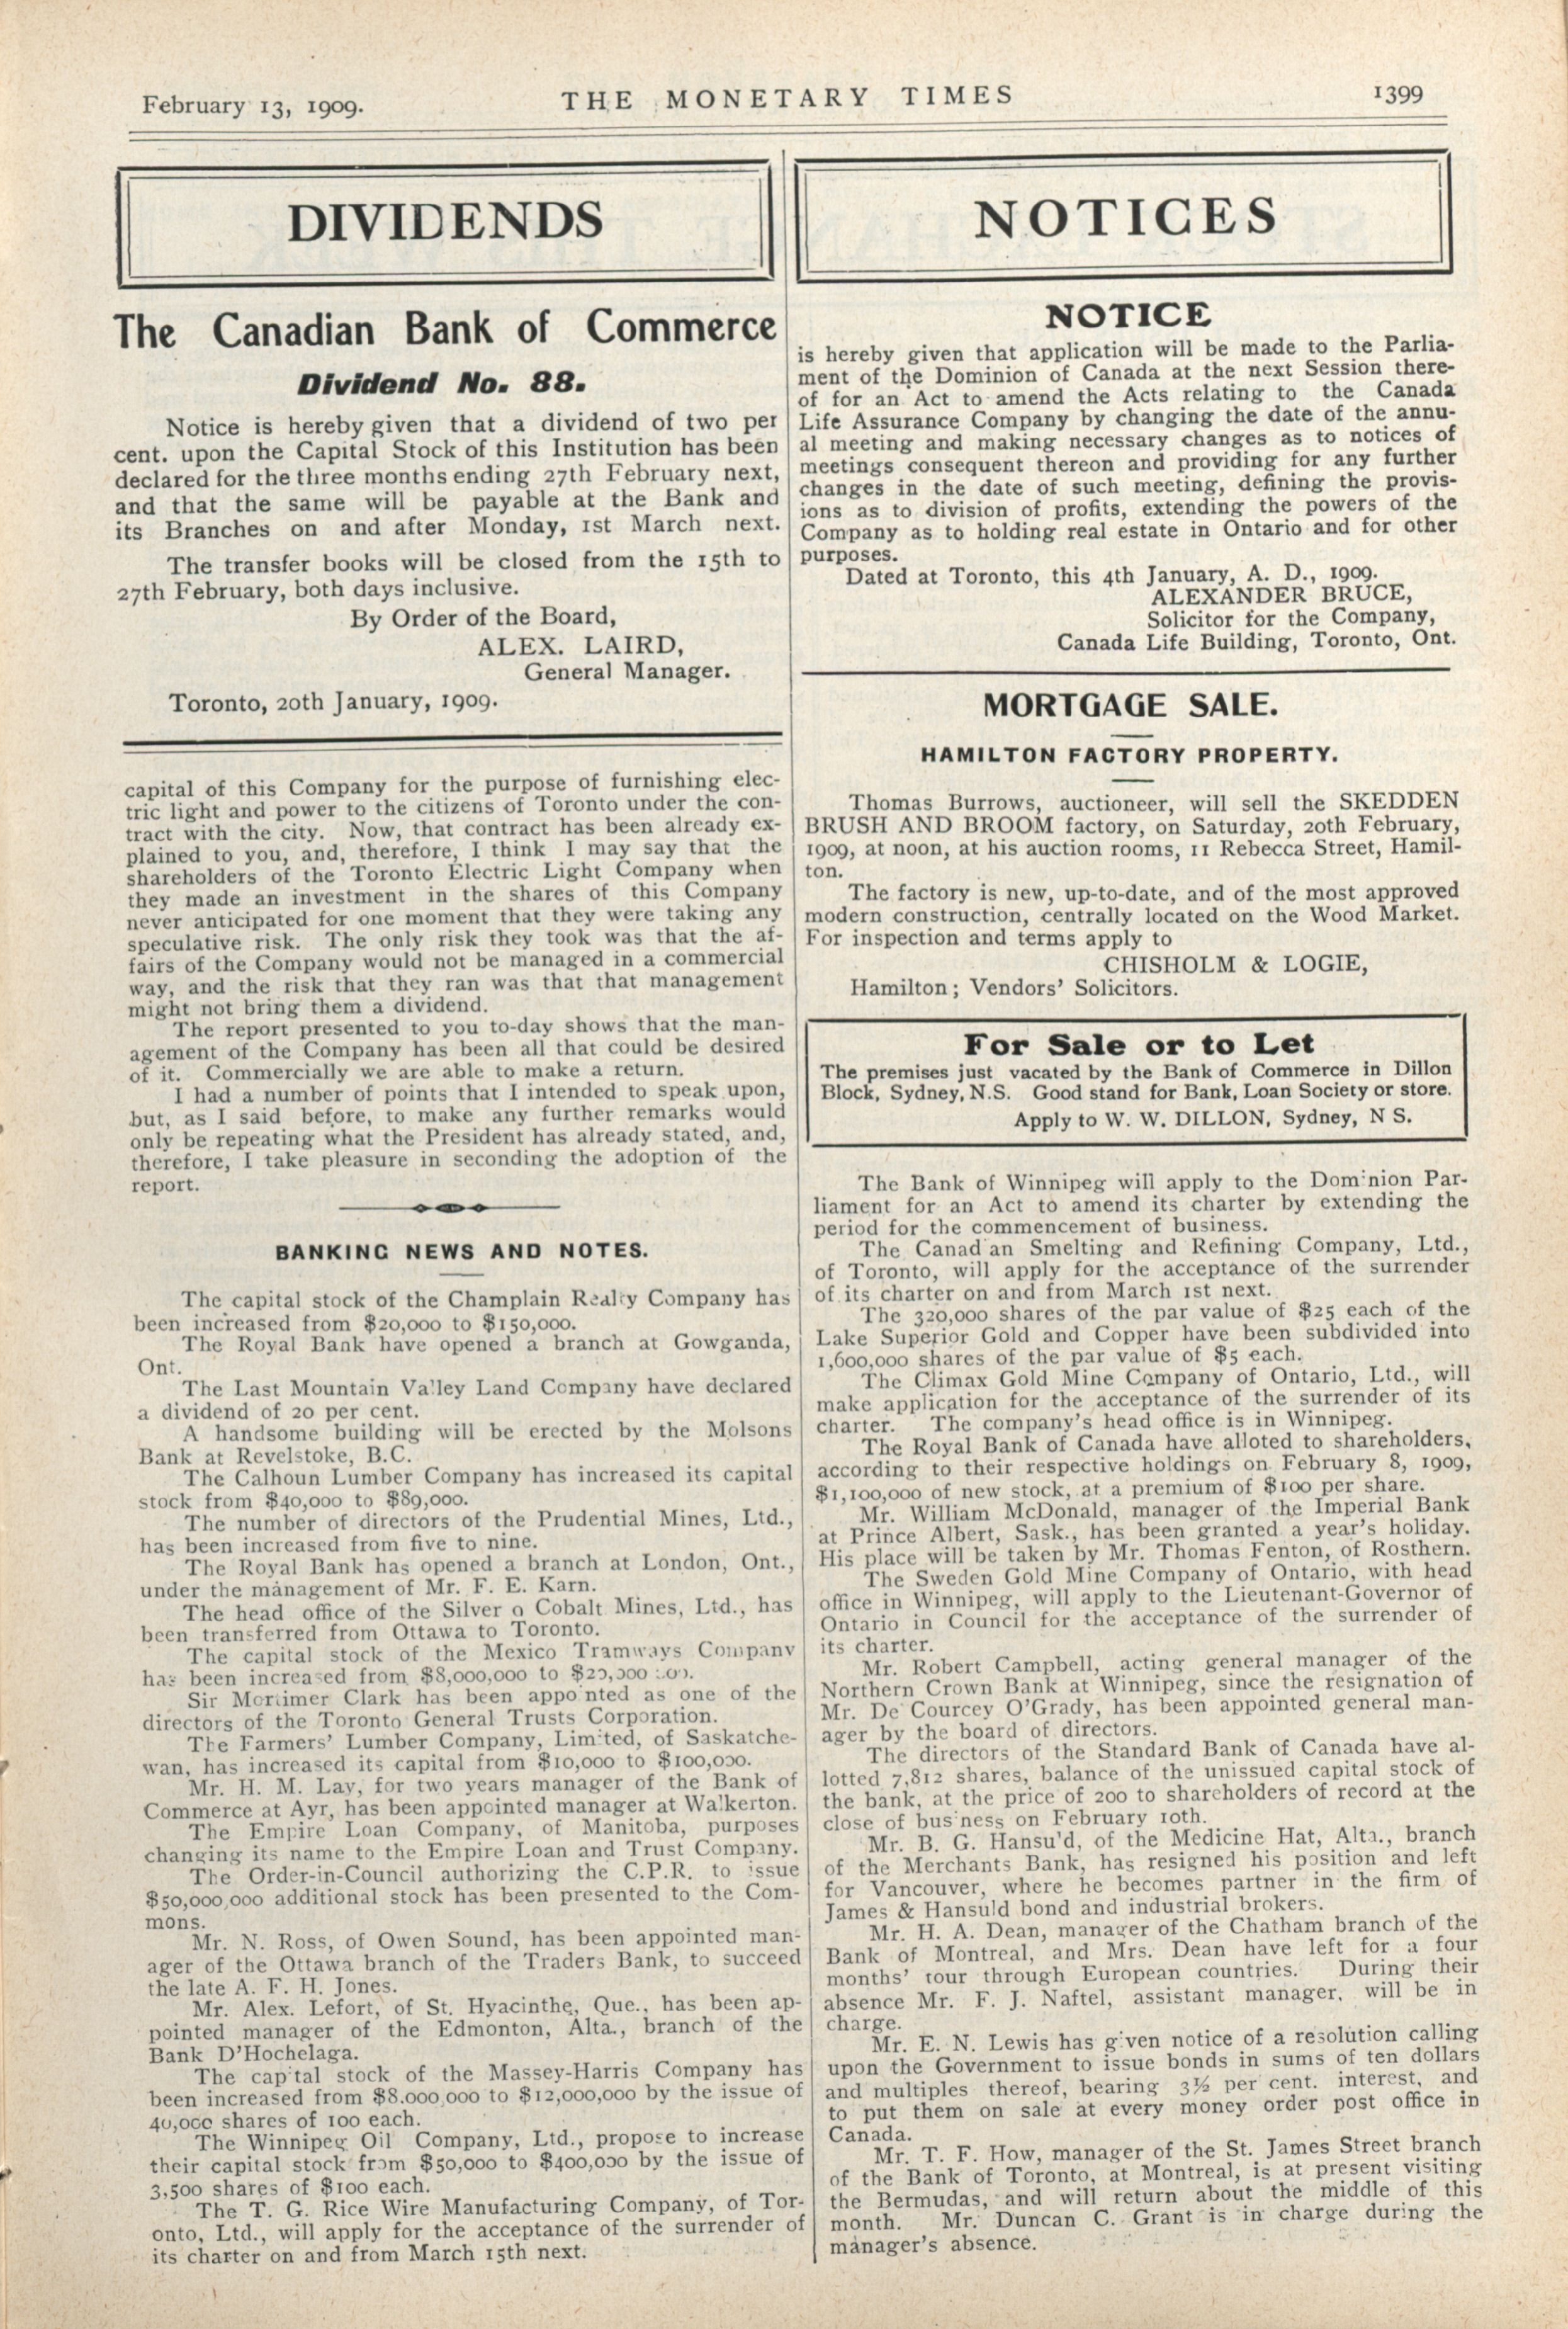 February 13, 1909.
THE MONETARY TIMES
1399
DIVIDENDS
The Canadian Bank of Commerce
Dividend No. 88.
Notice is hereby given that a dividend of two per
cent. upon the Capital Stock of this Institution has been
declared for the three months ending 27th February next,
and that the same will be payable at the Bank and
its Branches on and after Monday, 1st March next.
The transfer books will be closed from the 15th to
27th February, both days inclusive.
By Order of the Board,
ALEX. LAIRD,
General Manager.
Toronto, 20th January, 1909.
capital of this Company for the purpose of furnishing elec-
tric light and power to the citizens of Toronto under the con-
tract with the city. Now, that contract has been already ex-
plained to you, and, therefore, I think I may say that the
shareholders of the Toronto Electric Light Company when
they made an investment in the shares of this Company
never anticipated for one moment that they were taking any
speculative risk. The only risk they took was that the af-
fairs of the Company would not be managed in a commercial
way, and the risk that they ran was that that management
might not bring them a dividend.
The report presented to you to-day shows that the man-
agement of the Company has been all that could be desired
of it. Commercially we are able to make a return.
I had a number of points that I intended to speak upon,
but, as I said before, to make any further remarks would
only be repeating what the President has already stated, and,
therefore, I take pleasure in seconding the adoption of the
report.
BANKING NEWS AND NOTES.
The capital stock of the Champlain Realty Company has
been increased from $20,000 to $150,000.
The Royal Bank have opened a branch at Gowganda,
Ont.
The Last Mountain Valley Land Company have declared
a dividend of 20 per cent.
A handsome building will be erected by the Molsons
Bank at Revelstoke, B.C.
The Calhoun Lumber Company has increased its capital
stock from $40,000 to $89,000.
The number of directors of the Prudential Mines, Ltd.,
has been increased from five to nine.
The Royal Bank has opened a branch at London, Ont.,
under the management of Mr. F. E. Karn.
The head office of the Silver o Cobalt Mines, Ltd., has
been transferred from Ottawa to Toronto.
The capital stock of the Mexico Tramways Company
has been increased from $8,000,000 to
Sir Mortimer Clark has been appointed as one of the
directors of the Toronto General Trusts Corporation.
The Farmers' Lumber Company, Limited, of Saskatche-
wan, has increased its capital from $10,000 to $100,000.
Mr. H. M. Lay, for two years manager of the Bank of
Commerce at Ayr, has been appointed manager at Walkerton.
The Empire Loan Company, of Manitoba, purposes
changing its name to the Empire Loan and Trust Company.
The Order-in-Council authorizing the C.P.R. to issue
$50,000,000 additional stock has been presented to the Com-
mons.
Mr. N. Ross, of Owen Sound, has been appointed man-
ager of the Ottawa branch of the Traders Bank, to succeed
the late A. F. H. Jones.
Mr. Alex. Lefort, of St. Hyacinthe, Que., has been ap-
pointed manager of the Edmonton, Alta., branch of the
Bank D'Hochelaga.
The capital stock of the Massey-Harris Company has
been increased from $8.000,000 to $12,000,000 by the issue of
40,000 shares of 100 each.
The Winnipeg Oil Company, Ltd., propose to increase
their capital stock from $50,000 to $400,000 by the issue of
3,500 shares of $100 each.
The T. G. Rice Wire Manufacturing Company, of Tor-
onto, Ltd., will apply for the acceptance of the surrender of
its charter on and from March 15th next.
NOTICES
NOTICE
is hereby given that application will be made to the Parlia-
ment of the Dominion of Canada at the next Session there-
of for an Act to amend the Acts relating to the Canada
Life Assurance Company by changing the date of the annu-
al meeting and making necessary changes as to notices of
meetings consequent thereon and providing for any further
changes in the date of such meeting, defining the provis-
ions as to division of profits, extending the powers of the
Company as to holding real estate in Ontario and for other
purposes.
Dated at Toronto, this 4th January, A. D., 1909.
ALEXANDER BRUCE,
Solicitor for the Company,
Canada Life Building, Toronto, Ont.
MORTGAGE SALE.
HAMILTON FACTORY PROPERTY.
Thomas Burrows, auctioneer, will sell the SKEDDEN
BRUSH AND BROOM factory, on Saturday, 20th February,
1909, at noon, at his auction rooms, 11 Rebecca Street, Hamil-
ton.
The factory is new, up-to-date, and of the most approved
modern construction, centrally located on the Wood Market.
For inspection and terms apply to
CHISHOLM & LOGIE,
Hamilton; Vendors' Solicitors.
For Sale or to Let
The premises just vacated by the Bank of Commerce in Dillon
Block, Sydney, N.S. Good stand for Bank, Loan Society or store.
Apply to W. W. DILLON, Sydney, N S.
The Bank of Winnipeg will apply to the Dominion Par-
liament for an Act to amend its charter by extending the
period for the commencement of business.
The Canadian Smelting and Refining Company, Ltd.,
of Toronto, will apply for the acceptance of the surrender
of its charter on and from March 1st next.
The 320,000 shares of the par value of $25 each of the
Lake Superior Gold and Copper have been subdivided into
1,600,000 shares of the par value of $5 each.
The Climax Gold Mine Company of Ontario, Ltd., will
make application for the acceptance of the surrender of its
charter. The company's head office is in Winnipeg.
The Royal Bank of Canada have alloted to shareholders,
according to their respective holdings on February 8, 1909,
$1,100,000 of new stock, at a premium of $100 per share.
Mr. William McDonald, manager of the Imperial Bank
at Prince Albert, Sask., has been granted a year's holiday.
His place will be taken by Mr. Thomas Fenton, of Rosthern.
The Sweden Gold Mine Company of Ontario, with head
office in Winnipeg, will apply to the Lieutenant-Governor of
Ontario in Council for the acceptance of the surrender of
its charter.
Mr. Robert Campbell, acting general manager of the
Northern Crown Bank at Winnipeg, since the resignation of
Mr. De Courcey O'Grady, has been appointed general man-
ager by the board of directors.
The directors of the Standard Bank of Canada have al-
lotted 7,812 shares, balance of the unissued capital stock of
the bank, at the price of 200 to shareholders of record at the
close of business on February 10th.
Mr. B. G. Hansu'd, of the Medicine Hat, Alta., branch
of the Merchants Bank, has resigned his position and left
for Vancouver, where he becomes partner in the firm of
James & Hansuld bond and industrial brokers.
Mr. H. A. Dean, manager of the Chatham branch of the
Bank of Montreal, and Mrs. Dean have left for a four
months' tour through European countries. During their
absence Mr. F. J. Naftel, assistant manager, will be in
charge.
Mr. E. N. Lewis has given notice of a resolution calling
upon the Government to issue bonds in sums of ten dollars
and multiples thereof, bearing 3½ per cent. interest, and
to put them on sale at every money order post office in
Canada.
Mr. T. F. How, manager of the St. James Street branch
of the Bank of Toronto, at Montreal, is at present visiting
the Bermudas, and will return about the middle of this
month. Mr. Duncan C. Grant is in charge during the
manager's absence.